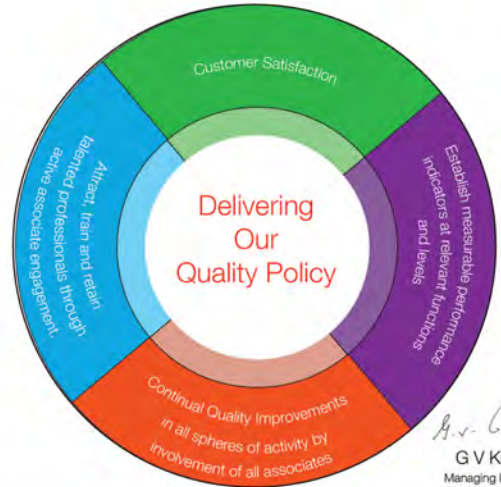 Customer Satisfaction
Establish measurable performance
indicators at relevant functions
and levels
Delivering
Our
Quality Policy
Attract, train and retain
talented professionals through
active associate engagement.
Continual Quality Improvements
in all spheres of activity by
involvement of all associates
G V K
Managing